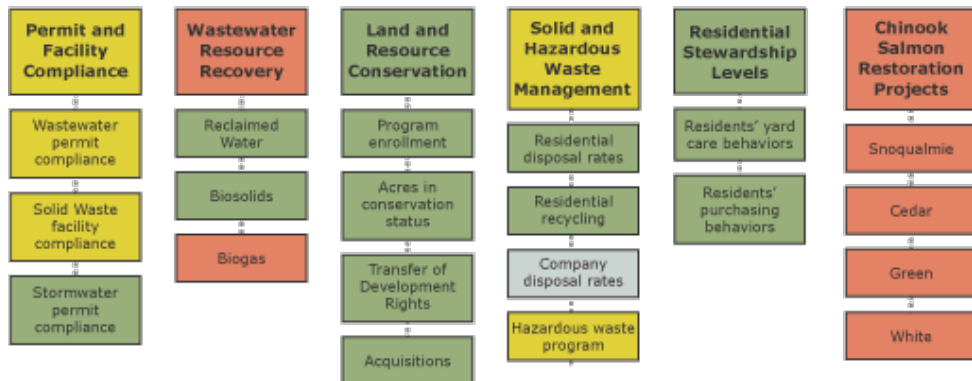 Permit and
Facility
Compliance
Wastewater
permit
compliance
Solid Waste
facility
compliance
Stormwater
permit
compliance
Wastewater
Resource
Recovery
Reclaimed
Water
Biosolids
Biogas
Land and
Resource
Conservation
Program
enrollment
Acres in
conservation
status
Transfer of
Development
Rights
Acquisitions
Solid and
Hazardous
Waste
Management
Residential
disposal rates
Residential
recycling
Company
disposal rates
Hazardous waste
program
Residential
Stewardship
Levels
Residents’ yard
care behaviors
Residents’
purchasing
behaviors
Chinook
Salmon
Restoration
Projects
Snoqualmie
Cedar
Green
White